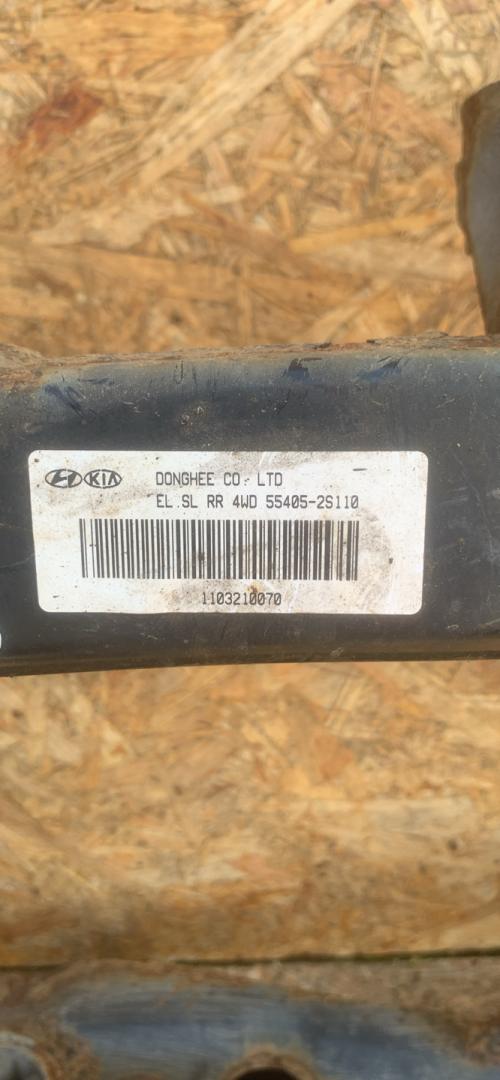 KIA DONGHEE CO. LTD
EL.SL RR 4WD 55405-2S110
1103210070